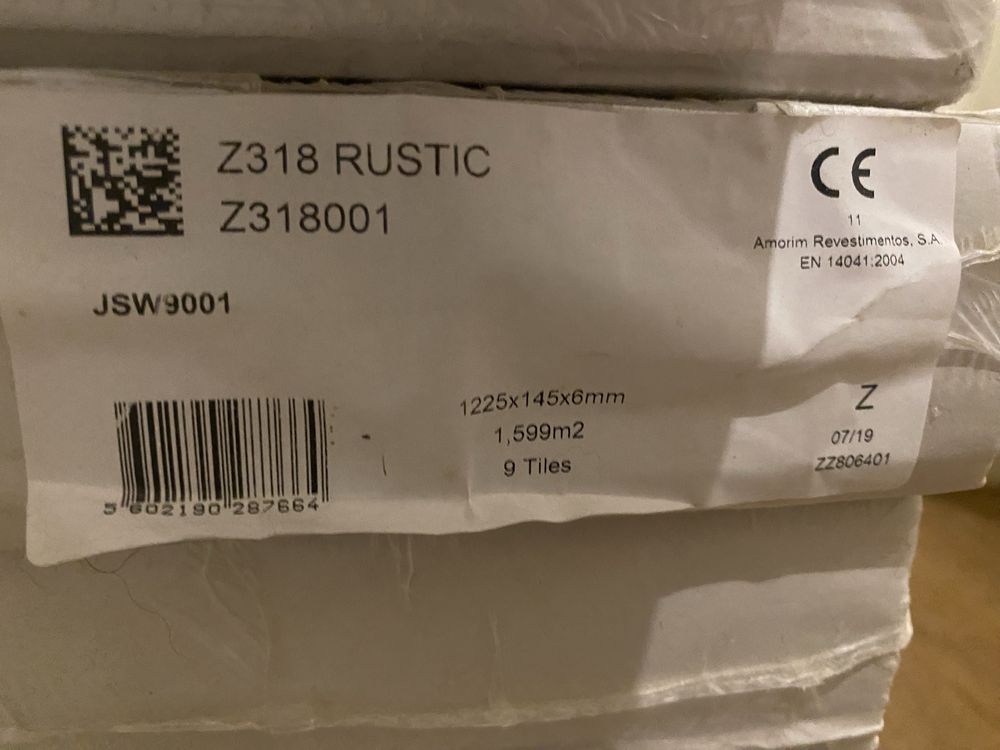 Z318 RUSTIC
Z318001
JSW9001
CE
11
Amorim Revestimentos, S.A.
EN 14041:2004
1225x145x6mm
1,599m2
9 Tiles
Z
07/19
ZZ806401
5 602190 287664